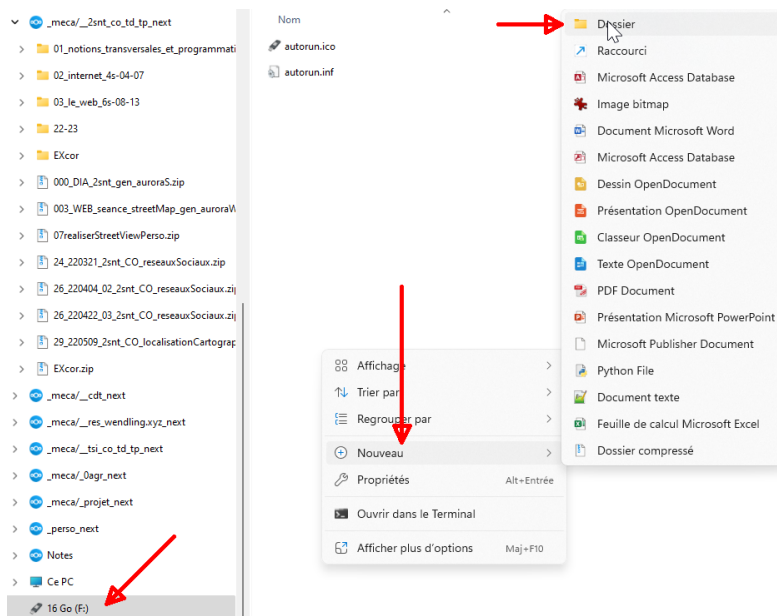 _meca/__2snt_co_td_tp_next
01_notions_transversales_et_programmati
02_internet_4s-04-07
03_le_web_6s-08-13
22-23
EXcor
000_DIA_2snt_gen_auroraS.zip
003_WEB_seance_streetMap_gen_auroraW
07realiserStreetViewPerso.zip
24_220321_2snt_CO_reseauxSociaux.zip
26_220404_02_2snt_CO_reseauxSociaux.zip
26_220422_03_2snt_CO_reseauxSociaux.zip
29_220509_2snt_CO_localisationCartograp
EXcor.zip
_meca/__cdt_next
_meca/__res_wendling.xyz_next
_meca/__tsi_co_td_tp_next
_meca/_0agr_next
_meca/_projet_next
_perso_next
Notes
Ce PC
16 Go (F:)
Nom
autorun.ico
autorun.inf
Affichage
Trier par
Regrouper par
Nouveau
Propriétés Alt+Entrée
Ouvrir dans le Terminal
Afficher plus d'options Maj+F10
Dossier
Raccourci
Microsoft Access Database
Image bitmap
Document Microsoft Word
Microsoft Access Database
Dessin OpenDocument
Présentation OpenDocument
Classeur OpenDocument
Texte OpenDocument
PDF Document
Présentation Microsoft PowerPoint
Microsoft Publisher Document
Python File
Document texte
Feuille de calcul Microsoft Excel
Dossier compressé